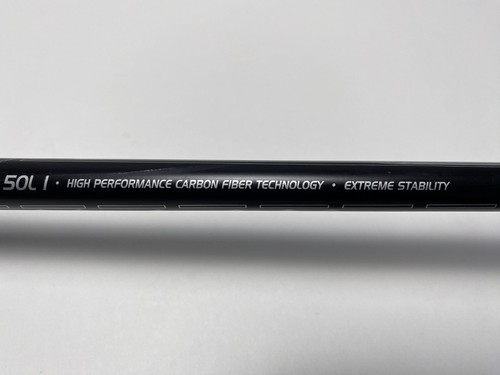 50L I · HIGH PERFORMANCE CARBON FIBER TECHNOLOGY · EXTREME STABILITY